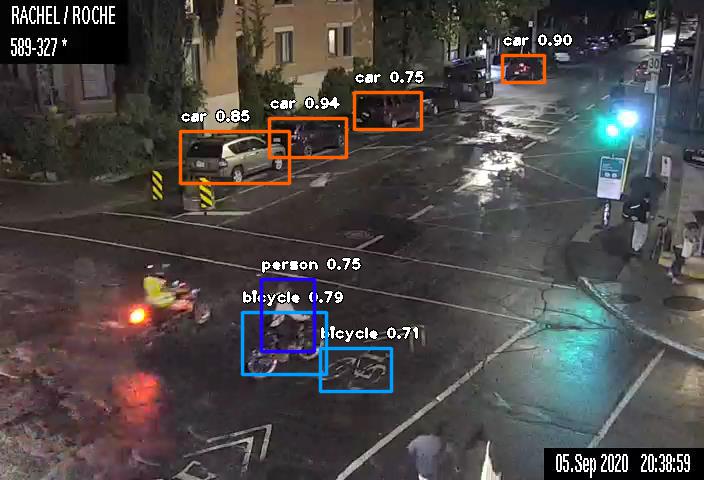 RACHEL / ROCHE
589-327 *
car 0.90
car 0.75
car 0.94
car 0.85
30
person 0.75
bicycle 0.79
bicycle 0.71
05.Sep 2020 20:38:59